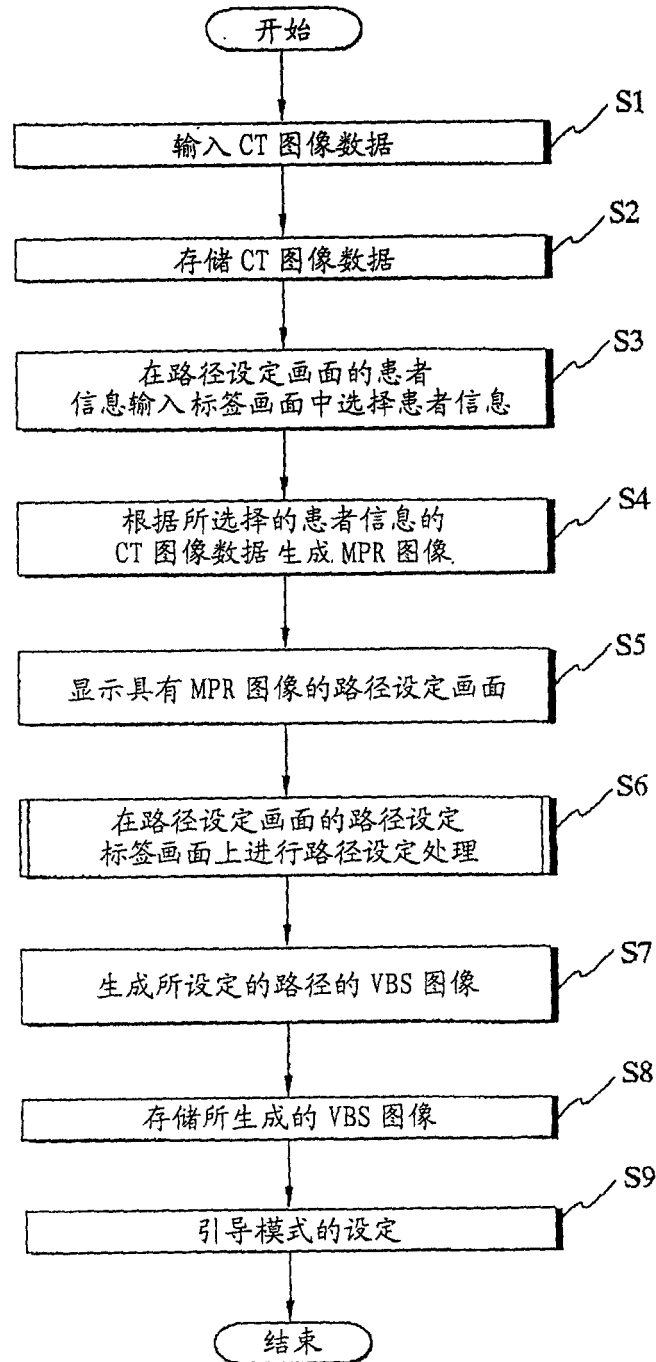 开始
S1
输入 CT 图像数据
S2
存储 CT 图像数据
S3
在路径设定画面的患者
信息输入标签画面中选择患者信息
S4
根据所选择的患者信息的
CT 图像数据生成 MPR 图像
S5
显示具有 MPR 图像的路径设定画面
S6
在路径设定画面的路径设定
标签画面上进行路径设定处理
S7
生成所设定的路径的 VBS 图像
S8
存储所生成的 VBS 图像
S9
引导模式的设定
结束